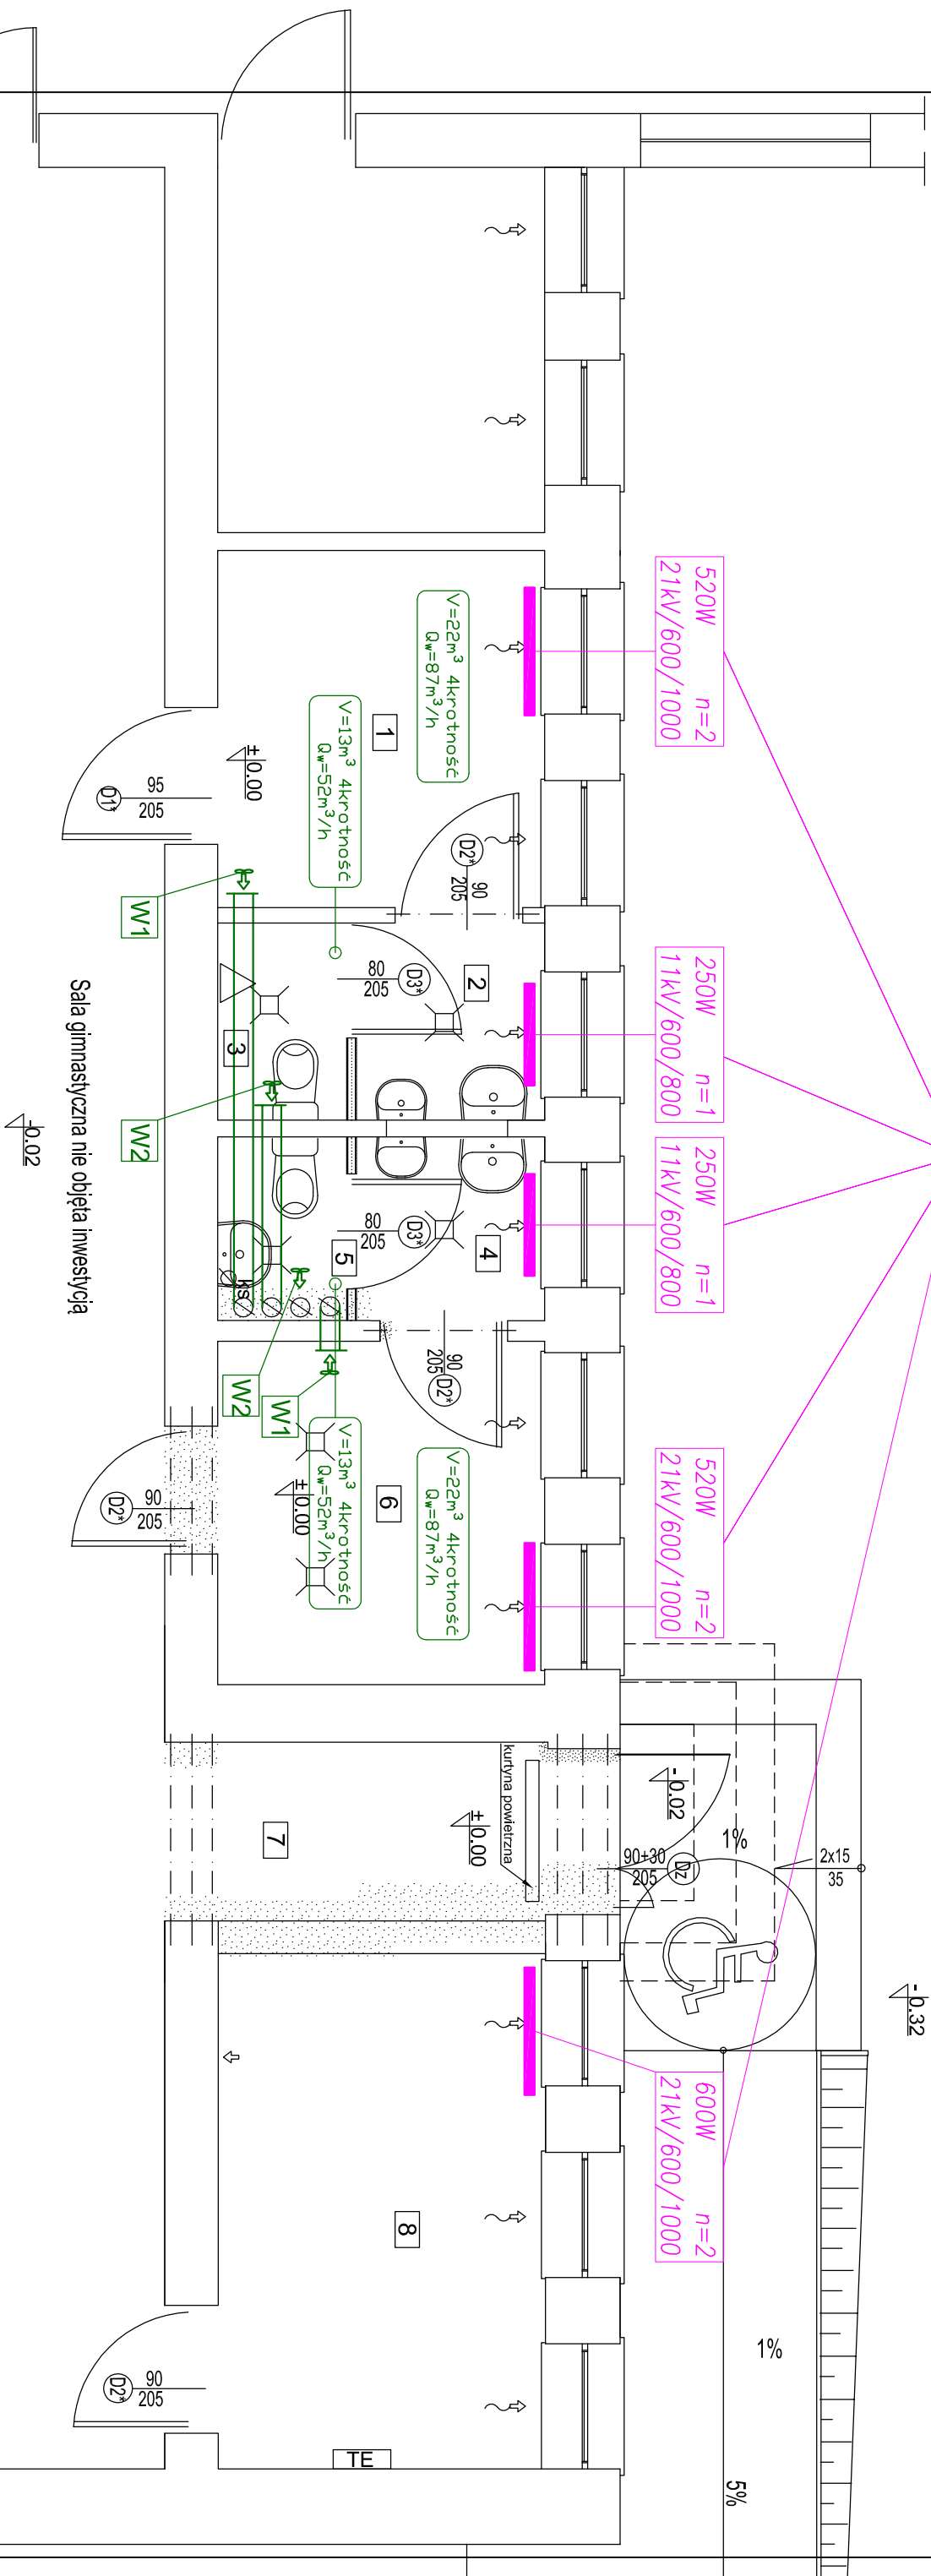 520W n=2
21kV/600/1000
250W n=1
11kV/600/800
250W n=1
11kV/600/800
520W n=2
21kV/600/1000
600W n=2
21kV/600/1000
V=22m³ 4krotność
Qw=87m³/h
V=13m³ 4krotność
Qw=52m³/h
1
±0.00
95
205
D1*
D2*
90
205
2
D3*
80
205
3
W1
W2
Sala gimnastyczna nie objęta inwestycją
-0.02
4
D3*
80
205
5
ks
W2
W1
90
205
D2*
V=22m³ 4krotność
Qw=87m³/h
6
V=13m³ 4krotność
Qw=52m³/h
±0.00
90
205
D2*
kurtyna powietrzna
±0.00
7
-0.02
1%
90+30
205
Dz
2x15
35
-0.32
8
1%
5%
90
205
D2*
TE